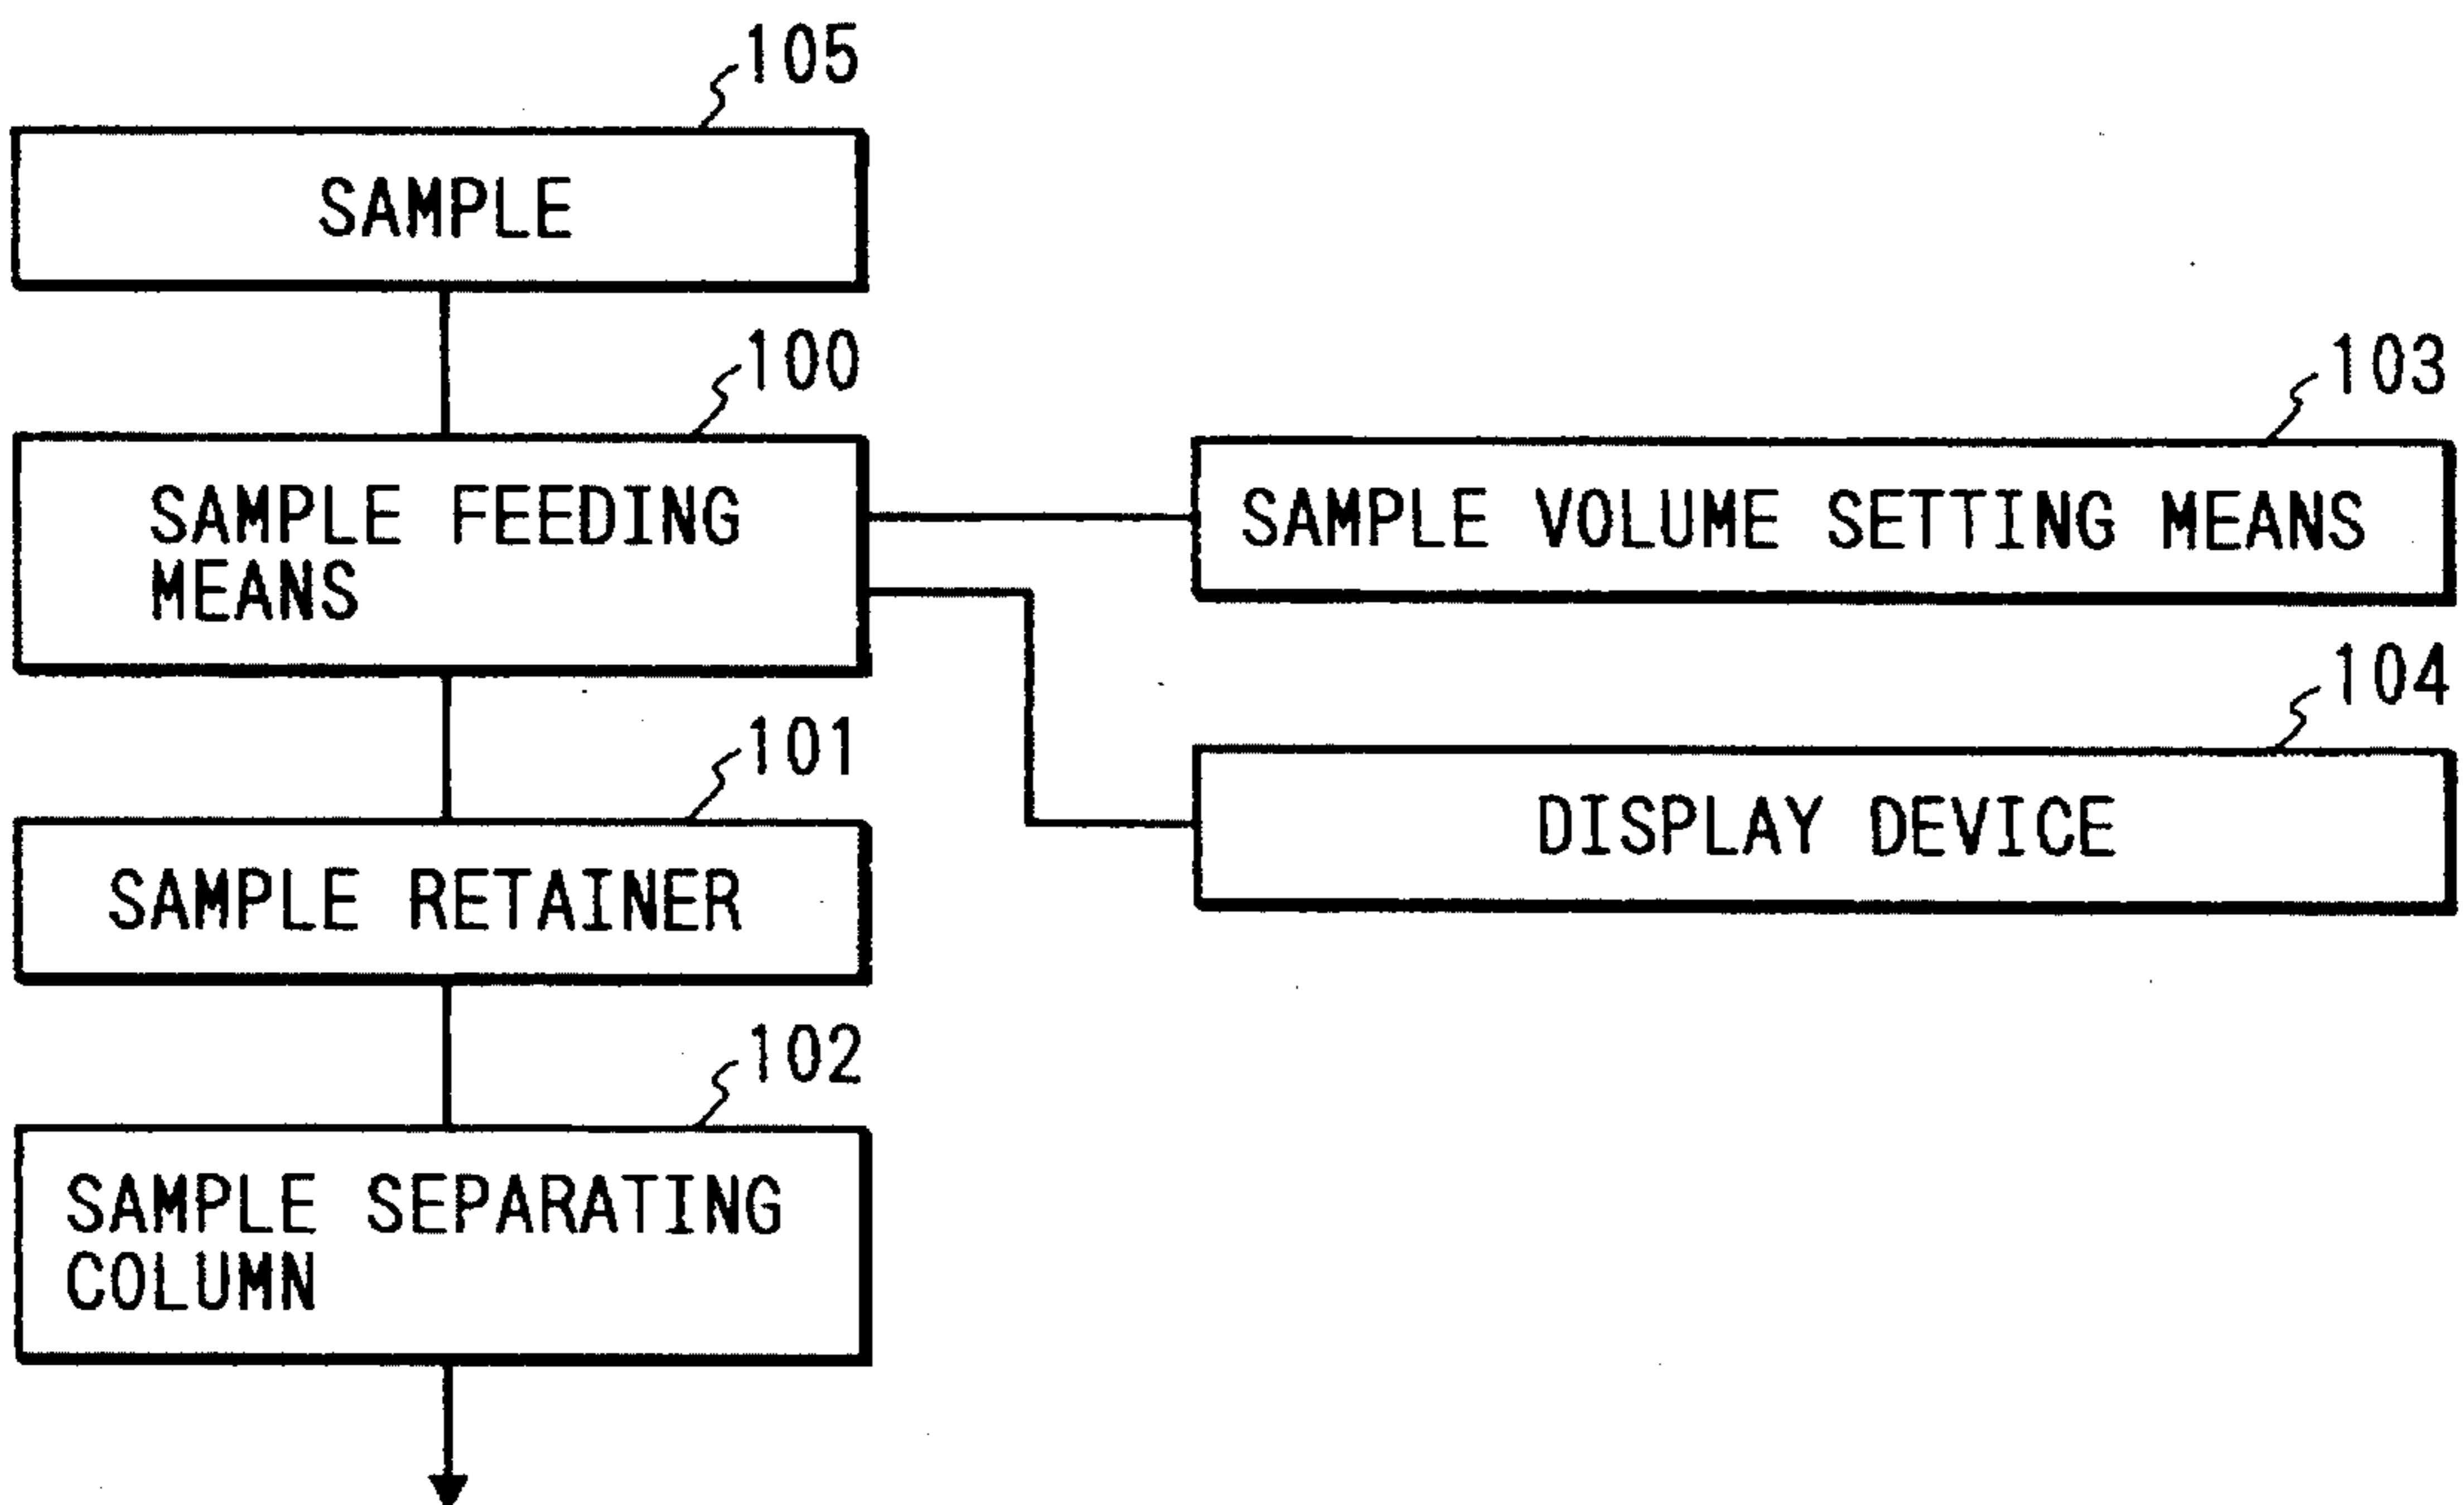 105
SAMPLE
100
SAMPLE FEEDING
MEANS
103
SAMPLE VOLUME SETTING MEANS
104
DISPLAY DEVICE
101
SAMPLE RETAINER
102
SAMPLE SEPARATING
COLUMN